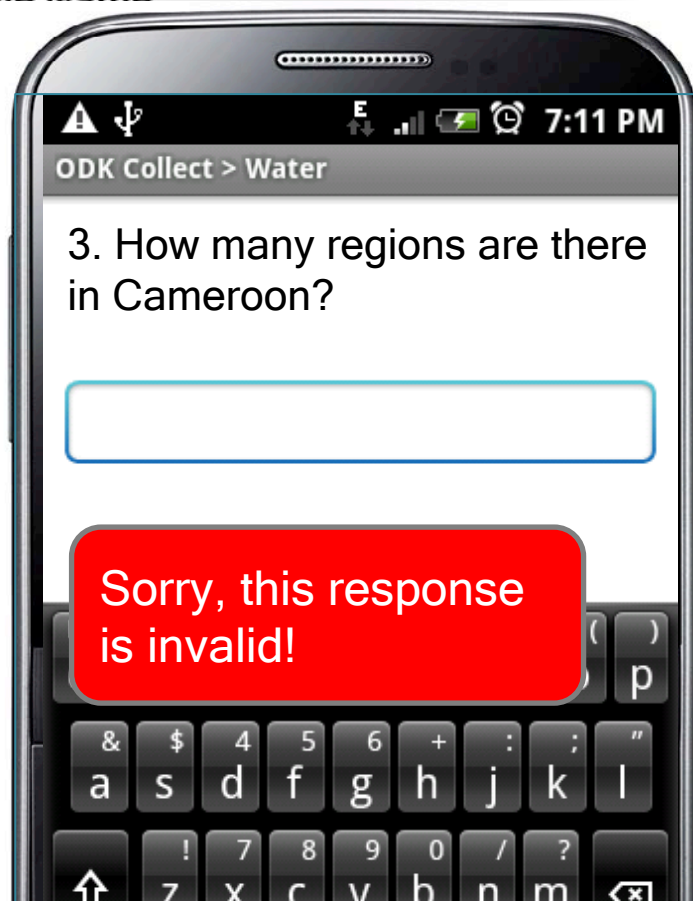 E
7:11 PM
ODK Collect > Water
3. How many regions are there
in Cameroon?
Sorry, this response
is invalid!
( )
p
& $ 4 5 6 + : ; "
a s d f g h j k l
! 7 8 9 0 / ?
z x c v b n m